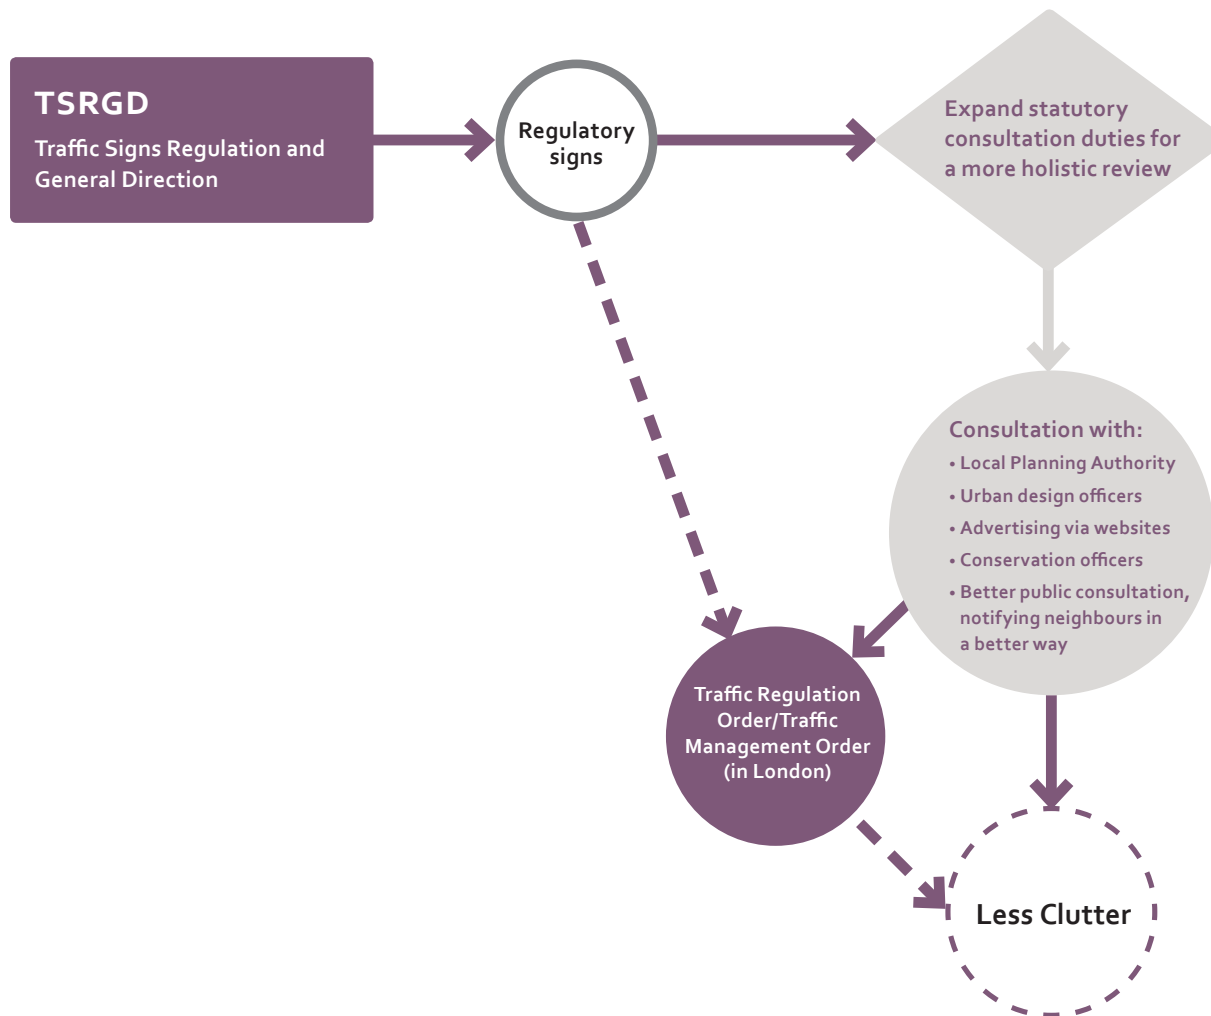 TSRGD
Traffic Signs Regulation and
General Direction
Regulatory
signs
Expand statutory
consultation duties for
a more holistic review
Consultation with:
• Local Planning Authority
• Urban design officers
• Advertising via websites
• Conservation officers
• Better public consultation,
notifying neighbours in
a better way
Traffic Regulation
Order/Traffic
Management Order
(in London)
Less Clutter